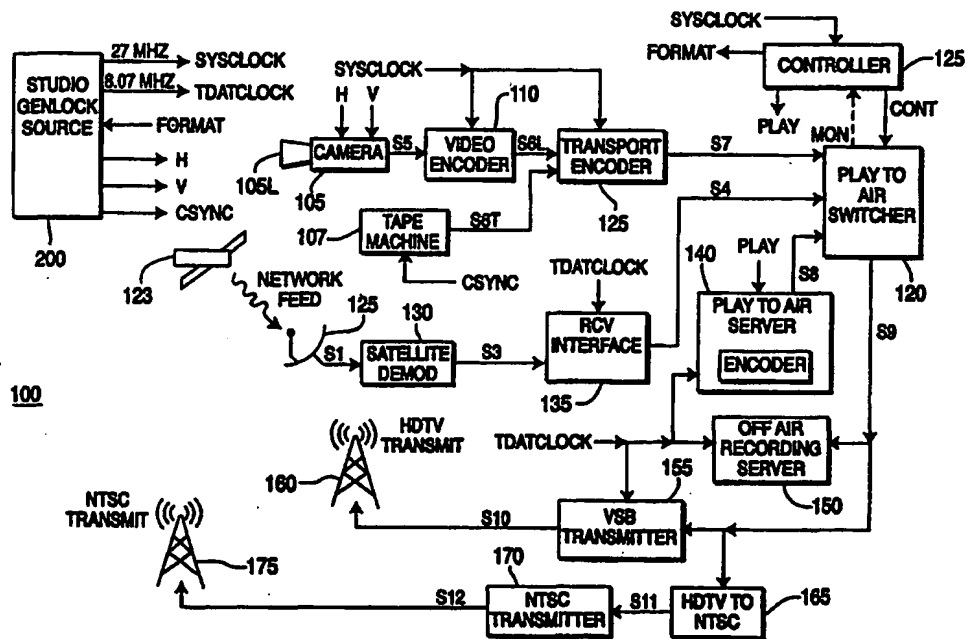 SYSCLOCK
FORMAT
CONTROLLER
125
PLAY
MON
CONT
27 MHZ
SYSCLOCK
8.07 MHZ
TDATCLOCK
STUDIO
GENLOCK
SOURCE
FORMAT
H
V
CSYNC
200
SYSCLOCK
H V
110
105L
CAMERA
105
S5
VIDEO
ENCODER
S6L
TRANSPORT
ENCODER
125
S7
S4
PLAY TO
AIR
SWITCHER
120
107
TAPE
MACHINE
S6T
CSYNC
123
NETWORK
FEED
125
S1
130
SATELLITE
DEMOD
S3
TDATCLOCK
RCV
INTERFACE
135
140
PLAY
S8
PLAY TO AIR
SERVER
ENCODER
S9
100
HDTV
TRANSMIT
160
TDATCLOCK
OFF AIR
RECORDING
SERVER
150
155
VSB
TRANSMITTER
S10
NTSC
TRANSMIT
175
170
NTSC
TRANSMITTER
S12
S11
HDTV TO
NTSC
165